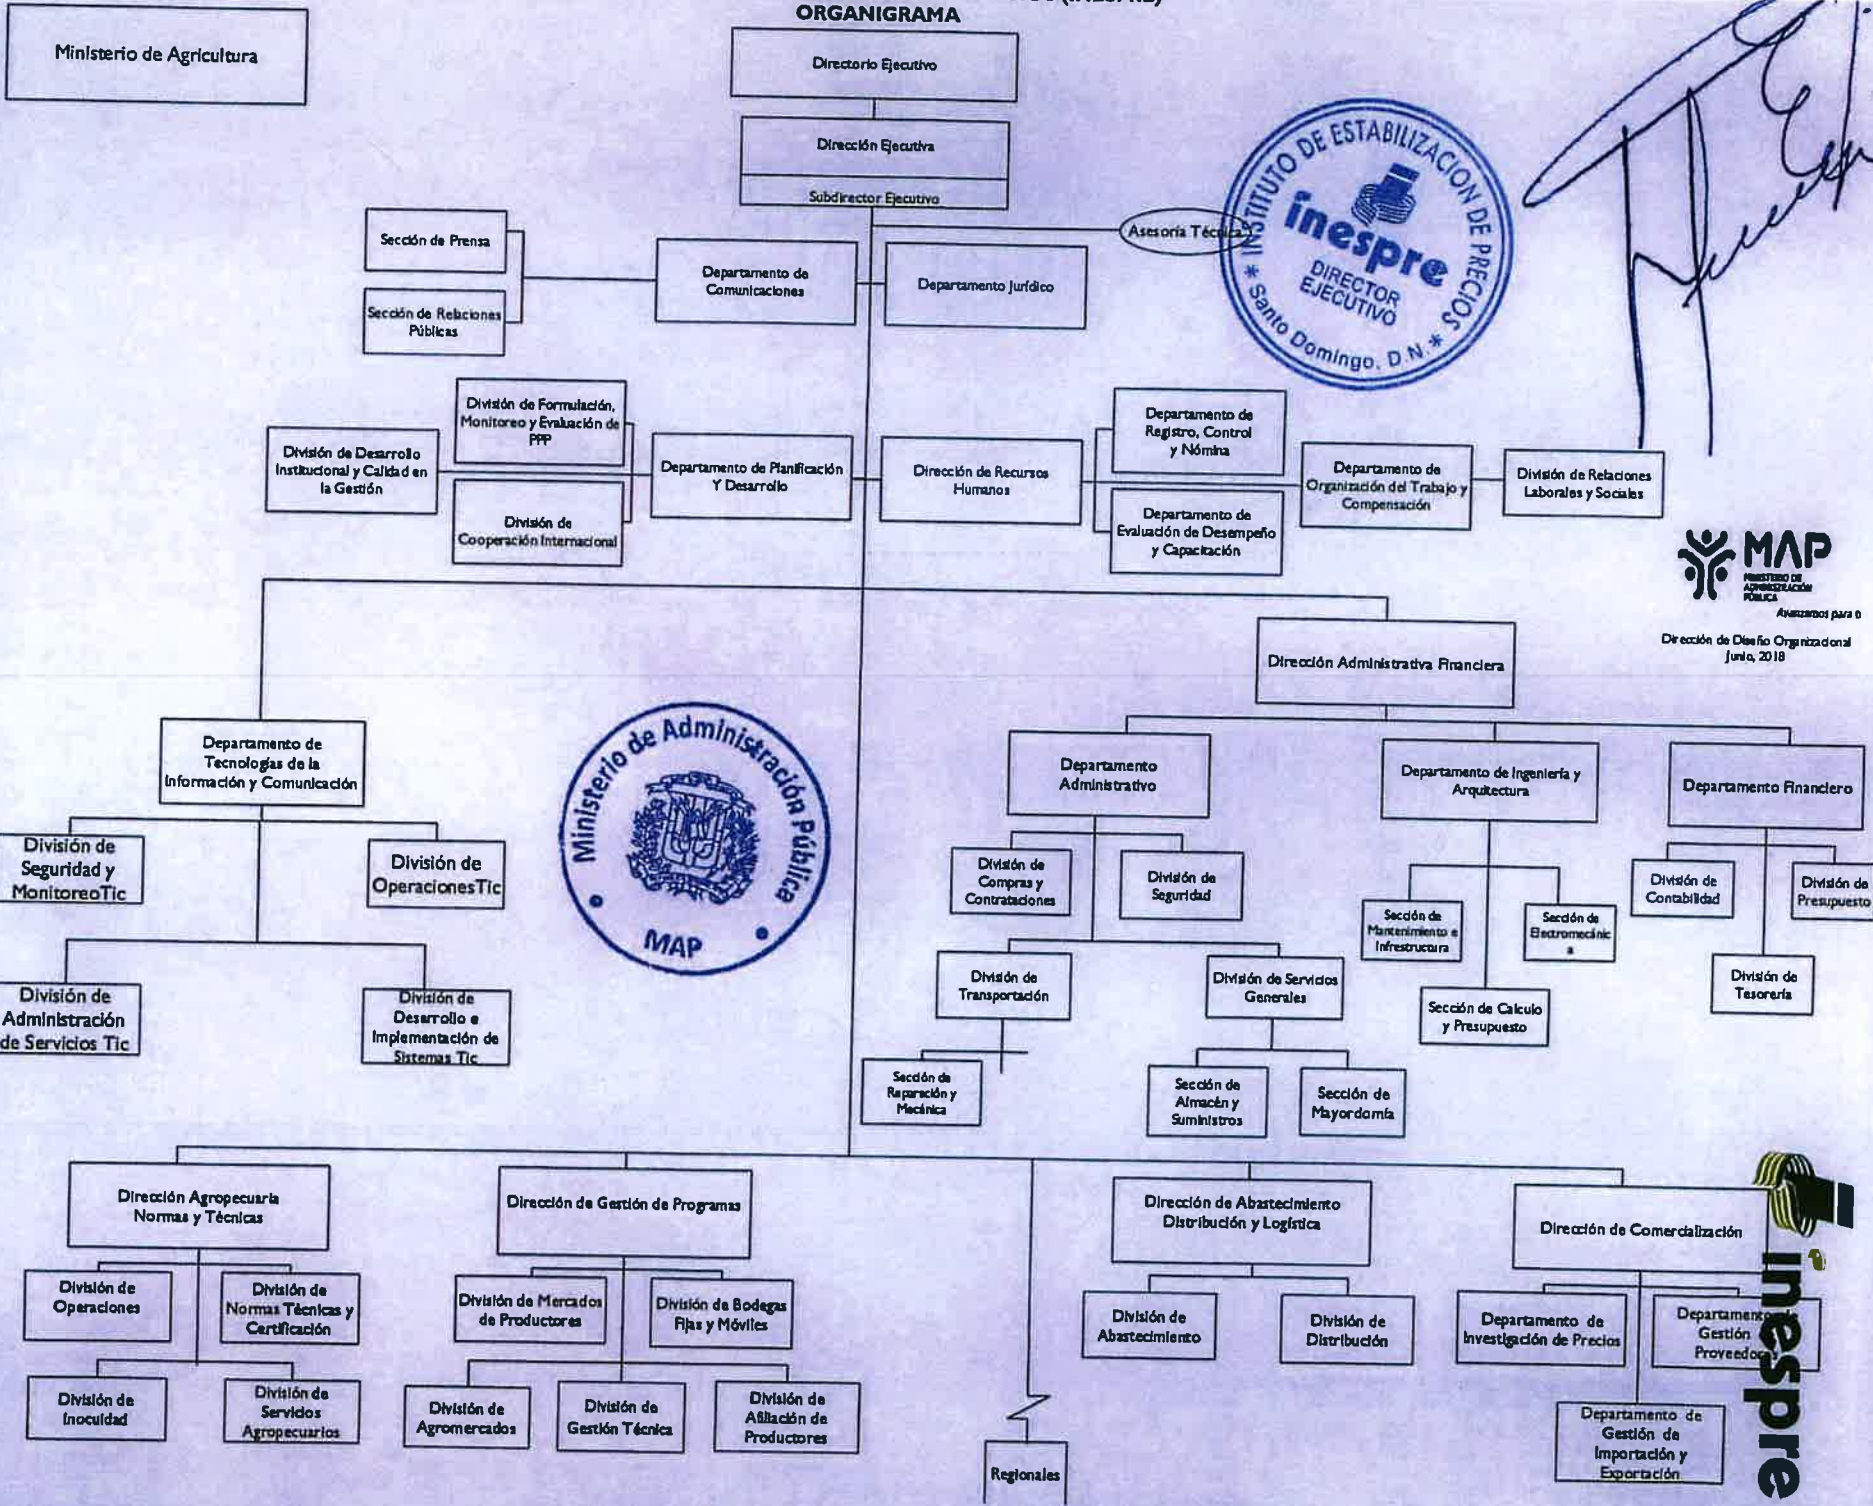 ORGANIGRAMA
Ministerio de Agricultura
Directorio Ejecutivo
Dirección Ejecutiva
Subdirector Ejecutivo
Asesoría Técnica
Sección de Prensa
Sección de Relaciones
Públicas
Departamento de
Comunicaciones
Departamento Jurídico
INSTITUTO DE ESTABILIZACION DE PRECIOS
inespre
DIRECTOR
EJECUTIVO
* Santo Domingo, D.N. *
División de Formulación,
Monitoreo y Evaluación de
PPP
División de Desarrollo
Institucional y Calidad en
la Gestión
División de
Cooperación Internacional
Departamento de Planificación
Y Desarrollo
Dirección de Recursos
Humanos
Departamento de
Registro, Control
y Nómina
Departamento de
Evaluación de Desempeño
y Capacitación
Departamento de
Organización del Trabajo y
Compensación
División de Relaciones
Laborales y Sociales
MAP
MINISTERIO DE
ADMINISTRACIÓN
PÚBLICA
Avanzamos para
Dirección de Diseño Organizacional
Junio, 2018
Dirección Administrativa Financiera
Departamento de
Tecnologías de la
Información y Comunicación
División de
Seguridad y
MonitoreoTic
División de
OperacionesTic
División de
Administración
de Servicios Tic
División de
Desarrollo e
Implementación de
Sistemas Tic
Ministerio de Administración Pública
MAP
Departamento
Administrativo
Departamento de Ingeniería y
Arquitectura
Departamento Financiero
División de
Compras y
Contrataciones
División de
Seguridad
División de
Transportación
División de Servicios
Generales
Sección de
Reparación y
Mecánica
Sección de
Almacén y
Suministros
Sección de
Mayordomía
Sección de
Mantenimiento e
Infrestructura
Sección de
Electromecánic
a
Sección de Calculo
y Presupuesto
División de
Contabilidad
División de
Presupuesto
División de
Tesorería
Dirección Agropecuaria
Normas y Técnicas
División de
Operaciones
División de
Normas Técnicas y
Certificación
División de
Inocuidad
División de
Servicios
Agropecuarios
Dirección de Gestión de Programas
División de Mercados
de Productores
División de Bodegas
Fijas y Móviles
División de
Agromercados
División de
Gestión Técnica
División de
Afiliación de
Productores
Regionales
Dirección de Abastecimiento
Distribución y Logística
División de
Abastecimiento
División de
Distribución
Dirección de Comercialización
Departamento de
Investigación de Precios
Departamento
Gestión
Proveedores
Departamento de
Gestión de
Importación y
Exportación
inespre